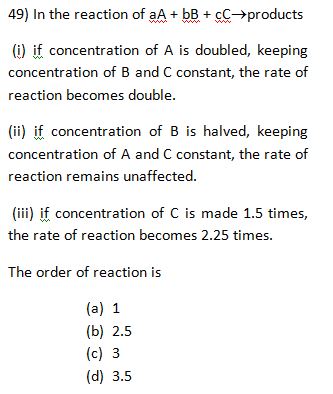 49) In the reaction of aA + bB + cC→products
(i) if concentration of A is doubled, keeping
concentration of B and C constant, the rate of
reaction becomes double.
(ii) if concentration of B is halved, keeping
concentration of A and C constant, the rate of
reaction remains unaffected.
(iii) if concentration of C is made 1.5 times,
the rate of reaction becomes 2.25 times.
The order of reaction is
(a) 1
(b) 2.5
(c) 3
(d) 3.5